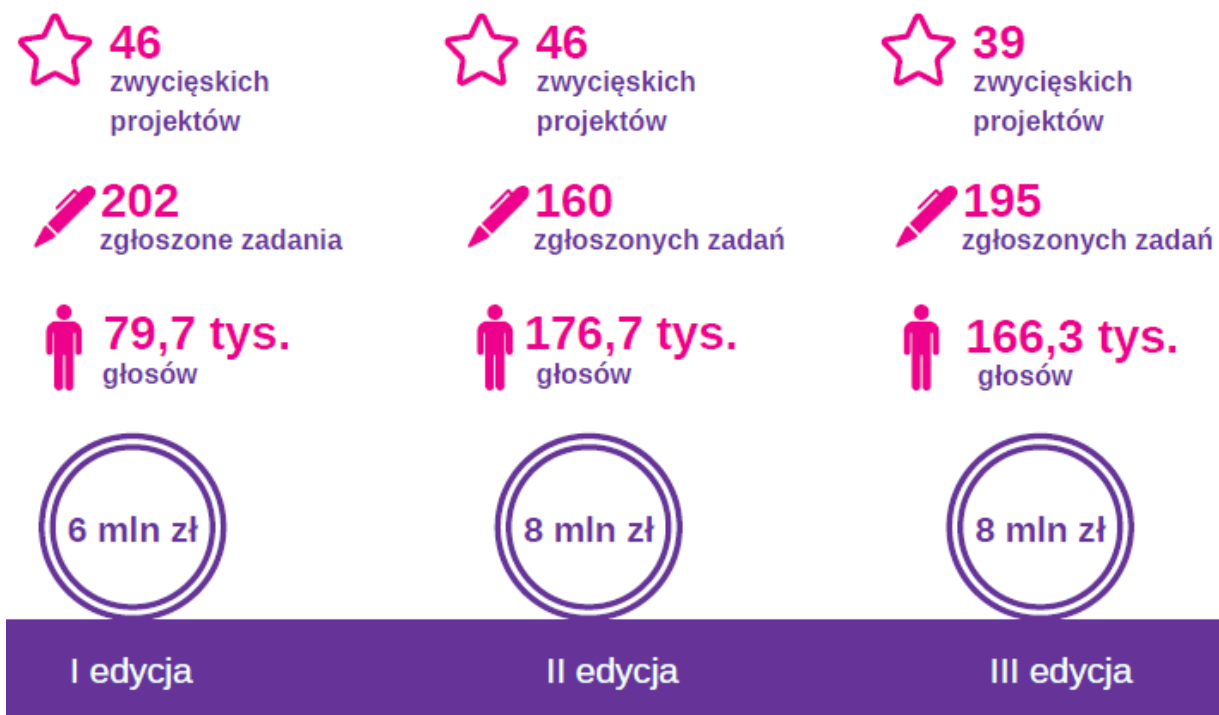 46
zwycięskich
projektów
202
zgłoszone zadania
79,7 tys.
głosów
6 mln zł
I edycja
46
zwycięskich
projektów
160
zgłoszonych zadań
176,7 tys.
głosów
8 mln zł
II edycja
39
zwycięskich
projektów
195
zgłoszonych zadań
166,3 tys.
głosów
8 mln zł
III edycja